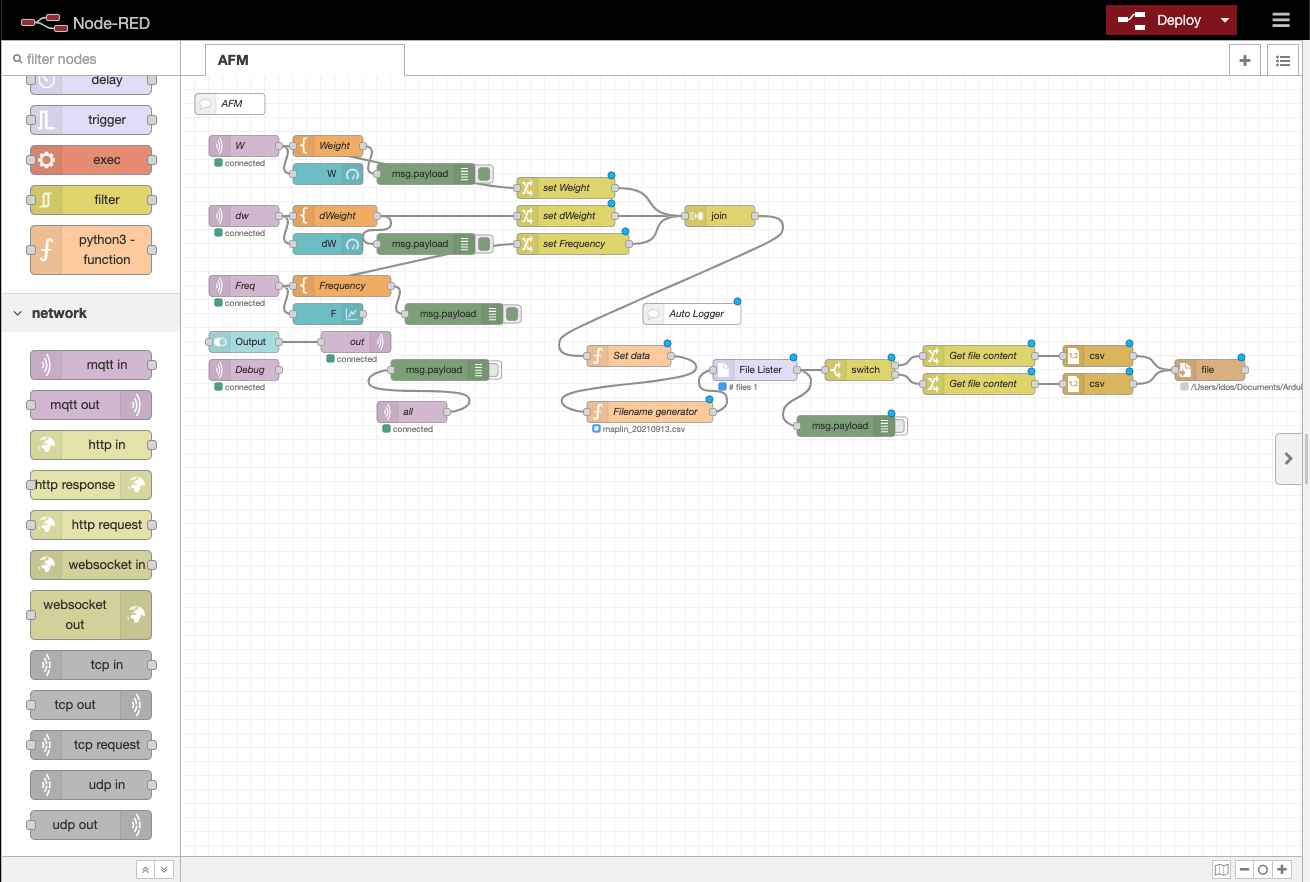 Node-RED
Deploy
filter nodes
AFM
delay
trigger
exec
filter
python3 -
function
network
mqtt in
mqtt out
http in
http response
http request
websocket in
websocket
out
tcp in
tcp out
tcp request
udp in
udp out
AFM
W
connected
Weight
W
msg.payload
set Weight
dw
connected
dWeight
dW
msg.payload
set dWeight
set Frequency
join
Freq
connected
Frequency
F
msg.payload
Auto Logger
Output
out
connected
Debug
connected
msg.payload
all
connected
Set data
Filename generator
maplin_20210913.csv
File Lister
# files 1
switch
Get file content
csv
Get file content
csv
file
/Users/idos/Documents/Ardui
msg.payload